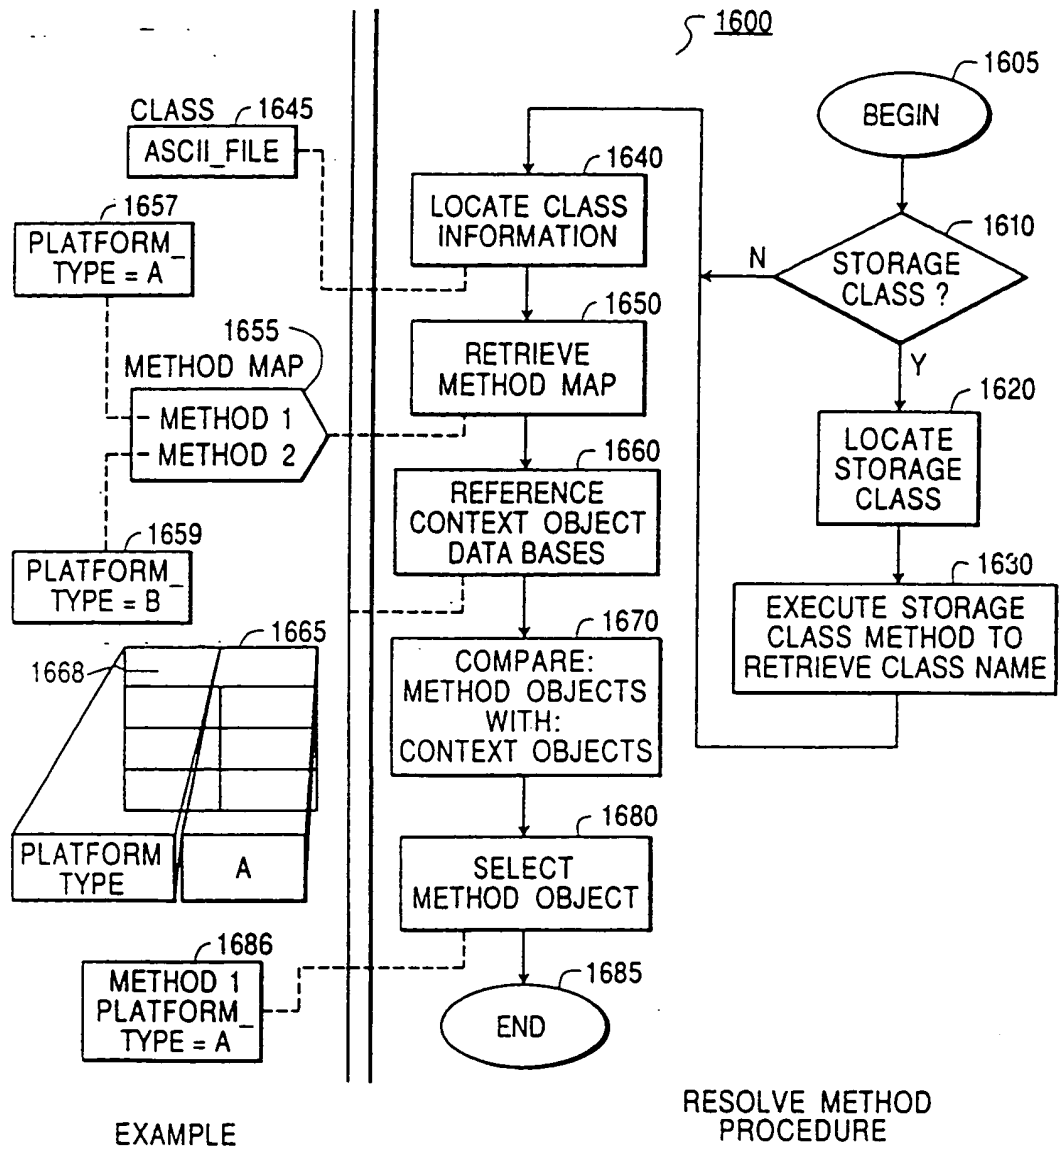 1600
1605
BEGIN
1610
STORAGE
CLASS ?
N
Y
1620
LOCATE
STORAGE
CLASS
1630
EXECUTE STORAGE
CLASS METHOD TO
RETRIEVE CLASS NAME
1640
LOCATE CLASS
INFORMATION
CLASS
1645
ASCII_FILE
1650
RETRIEVE
METHOD MAP
1657
PLATFORM_
TYPE = A
1655
METHOD MAP
METHOD 1
METHOD 2
1659
PLATFORM_
TYPE = B
1660
REFERENCE
CONTEXT OBJECT
DATA BASES
1665
1668
PLATFORM
TYPE
A
1670
COMPARE:
METHOD OBJECTS
WITH:
CONTEXT OBJECTS
1680
SELECT
METHOD OBJECT
1686
METHOD 1
PLATFORM_
TYPE = A
1685
END
EXAMPLE
RESOLVE METHOD
PROCEDURE